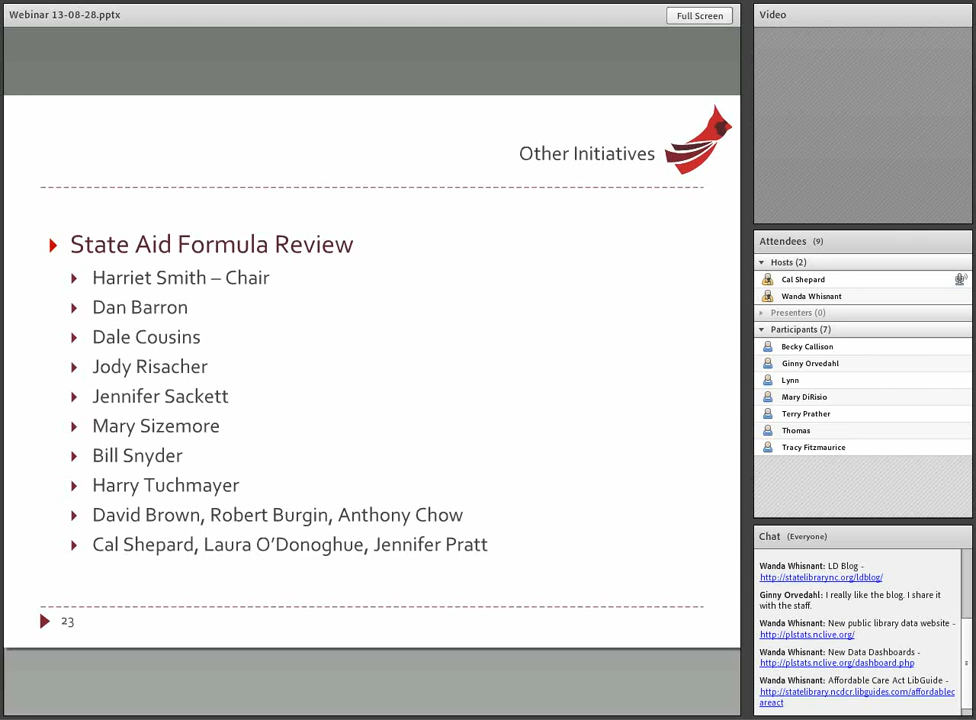 Webinar 13-08-28.pptx
Full Screen
Other Initiatives
State Aid Formula Review
Harriet Smith – Chair
Dan Barron
Dale Cousins
Jody Risacher
Jennifer Sackett
Mary Sizemore
Bill Snyder
Harry Tuchmayer
David Brown, Robert Burgin, Anthony Chow
Cal Shepard, Laura O’Donoghue, Jennifer Pratt
23
Video
Attendees (9)
Hosts (2)
Cal Shepard
Wanda Whisnant
Presenters (0)
Participants (7)
Becky Callison
Ginny Orvedahl
Lynn
Mary DiRisio
Terry Prather
Thomas
Tracy Fitzmaurice
Chat (Everyone)
Wanda Whisnant: LD Blog -
http://statelibrarync.org/ldblog/
Ginny Orvedahl: I really like the blog. I share it
with the staff.
Wanda Whisnant: New public library data website -
http://plstats.nclive.org/
Wanda Whisnant: New Data Dashboards -
http://plstats.nclive.org/dashboard.php
Wanda Whisnant: Affordable Care Act LibGuide -
http://statelibrary.ncdcr.libguides.com/affordablec
areact